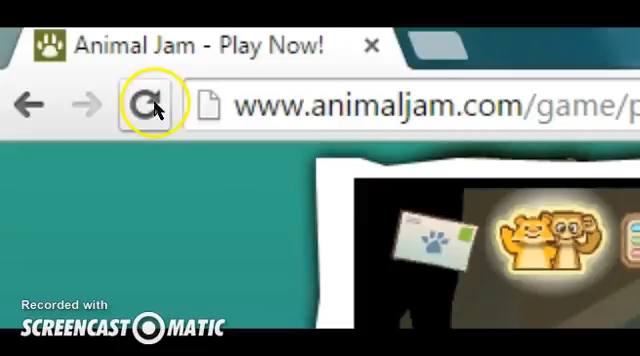 Animal Jam - Play Now!
www.animaljam.com/game/p
Recorded with
SCREENCAST MATIC